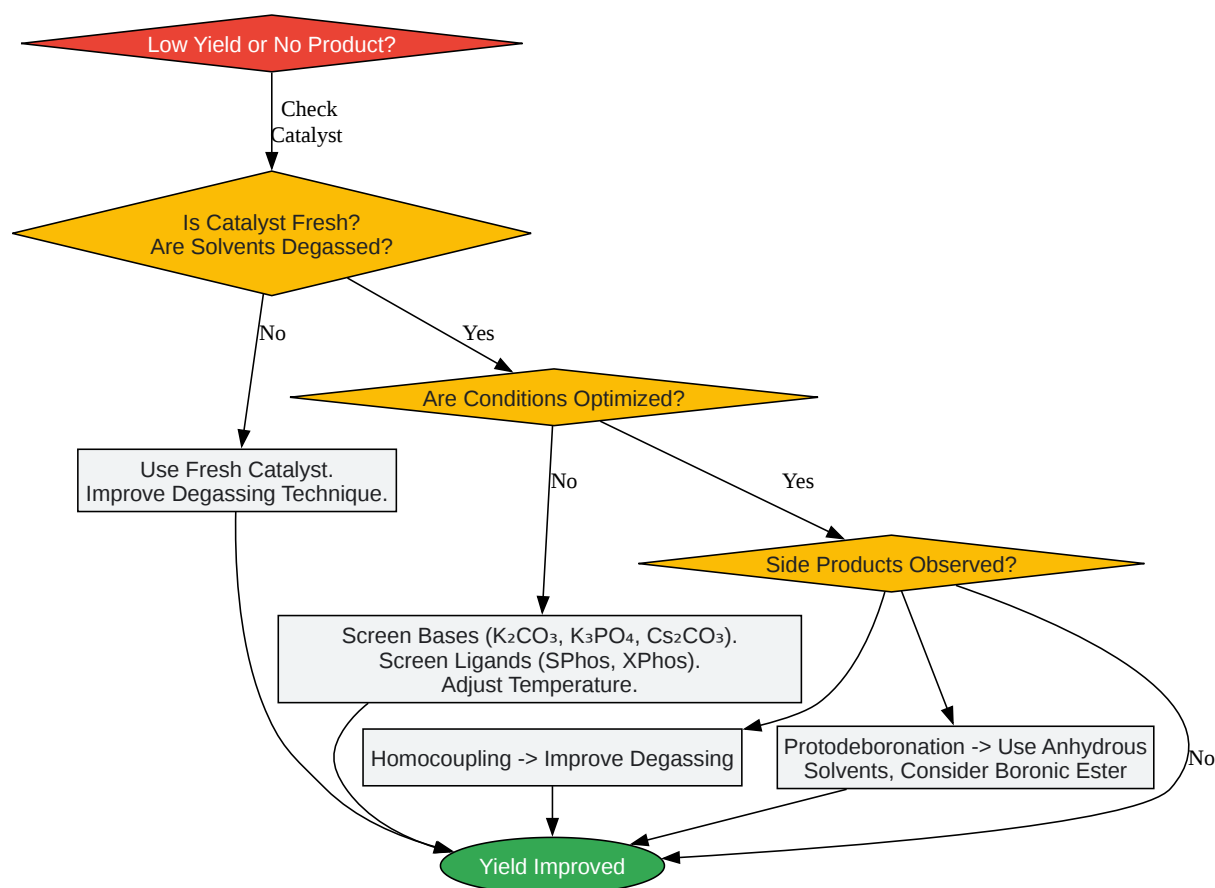 Low Yield or No Product?
Check
Catalyst
Is Catalyst Fresh?
Are Solvents Degassed?
No
Yes
Are Conditions Optimized?
Use Fresh Catalyst.
Improve Degassing Technique.
No
Yes
Side Products Observed?
Screen Bases (K₂CO₃, K₃PO₄, Cs₂CO₃).
Screen Ligands (SPhos, XPhos).
Adjust Temperature.
Homocoupling -> Improve Degassing
Protodeboronation -> Use Anhydrous
Solvents, Consider Boronic Ester
No
Yield Improved